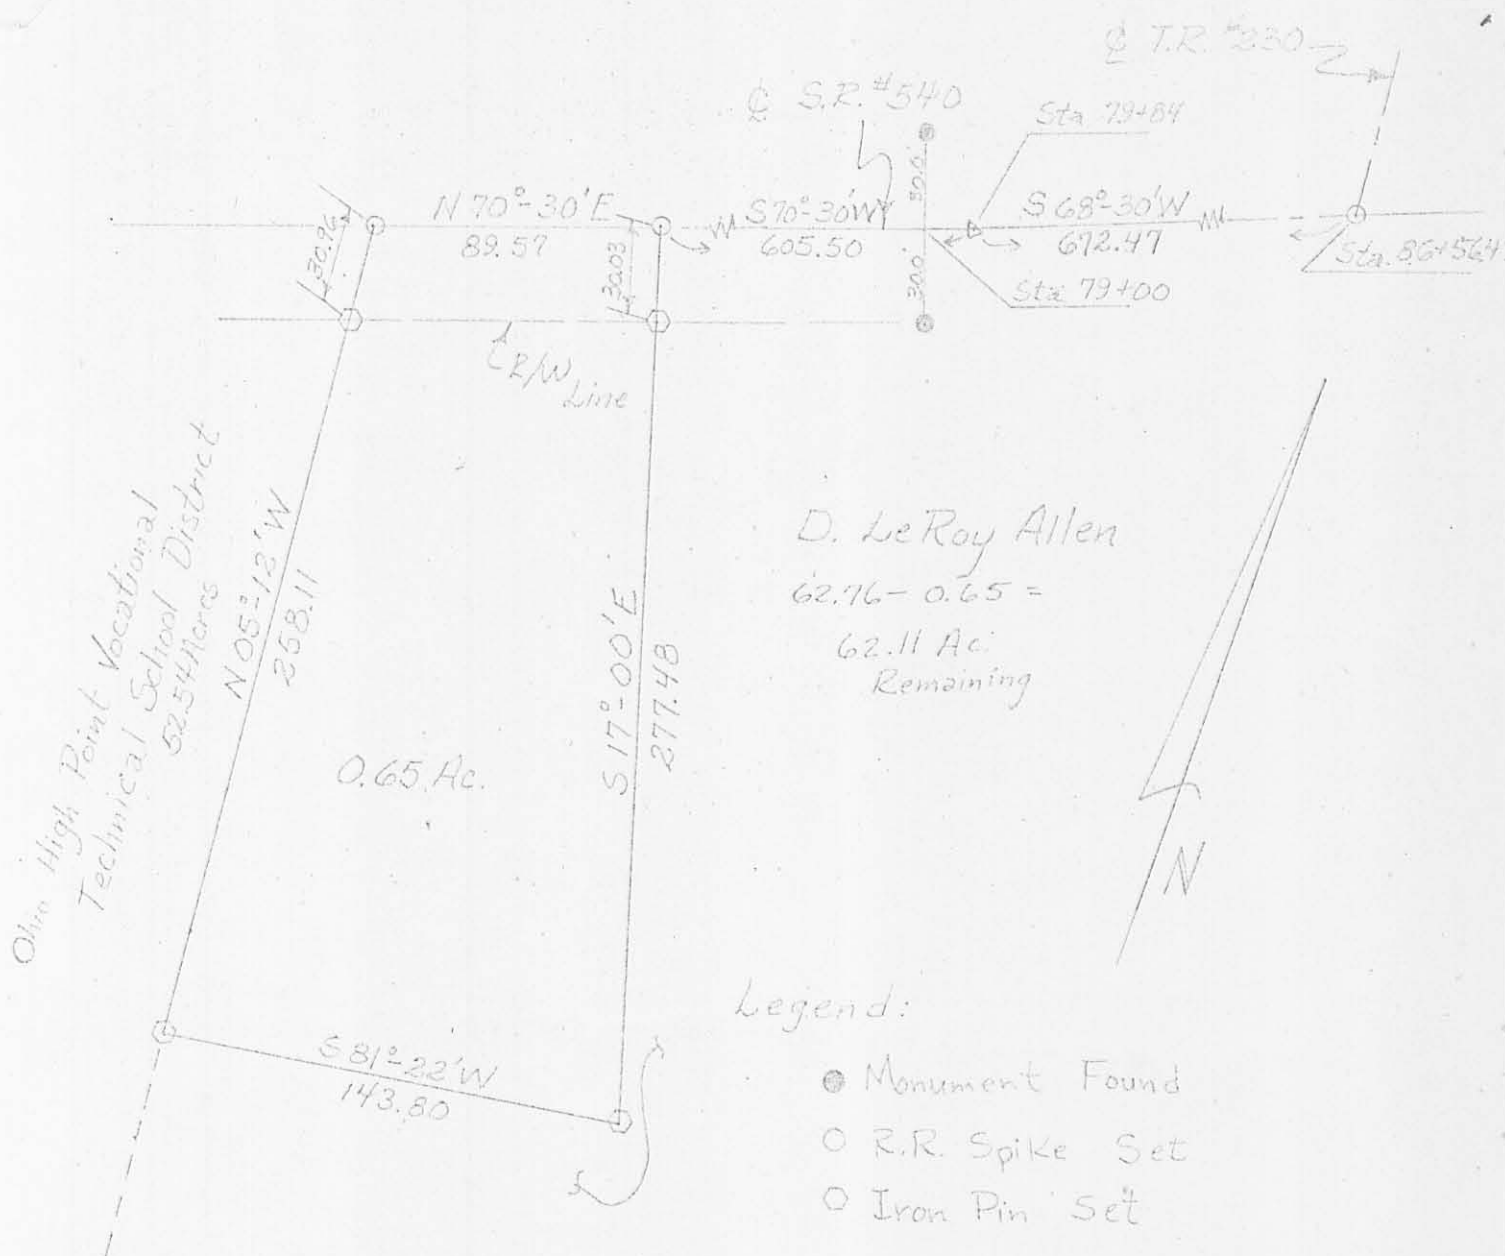 ℄ T.R. #230
℄ S.R. #540
Sta 79+84
N 70°-30'E
89.57
S 70°-30'W
605.50
30.0'
30.0'
S 68°-30'W
672.47
Sta. 86+56.4
Sta 79+00
30.96
30.03
R/W Line
Ohio High Point Vocational
Technical School District
52.54 Acres
N 05°-12'W
258.11
S 17°-00'E
277.48
0.65 Ac.
D. LeRoy Allen
62.76 - 0.65 =
62.11 Ac.
Remaining
N
S 81°-22'W
143.80
Legend:
Monument Found
R.R. Spike Set
Iron Pin Set